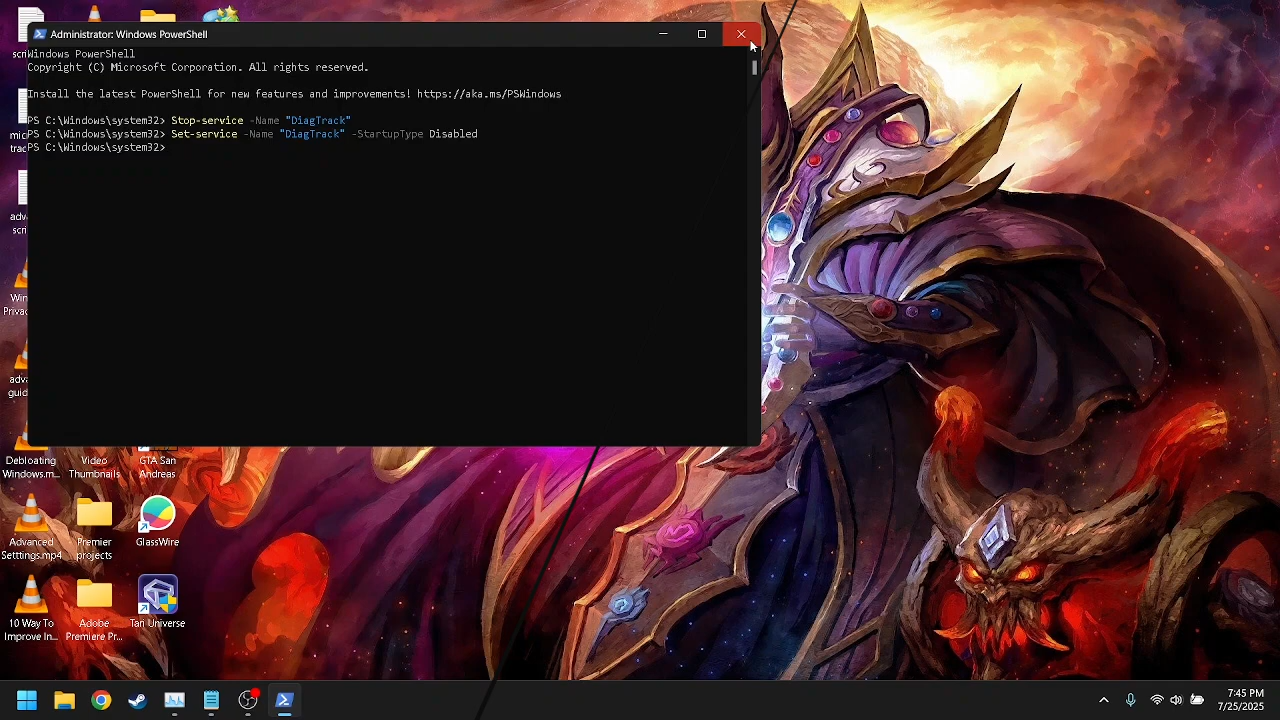 Administrator: Windows PowerShell
Windows PowerShell
Copyright (C) Microsoft Corporation. All rights reserved.
Install the latest PowerShell for new features and improvements! https://aka.ms/PSWindows
PS C:\Windows\system32> Stop-service -Name "DiagTrack"
PS C:\Windows\system32> Set-service -Name "DiagTrack" -StartupType Disabled
PS C:\Windows\system32>
Debloating Windows.m...
Video Thumbnails
GTA San Andreas
Advanced Setttings.mp4
Premier projects
GlassWire
10 Way To Improve In...
Adobe Premiere Pr...
Tan Universe
7:45 PM
7/25/2025